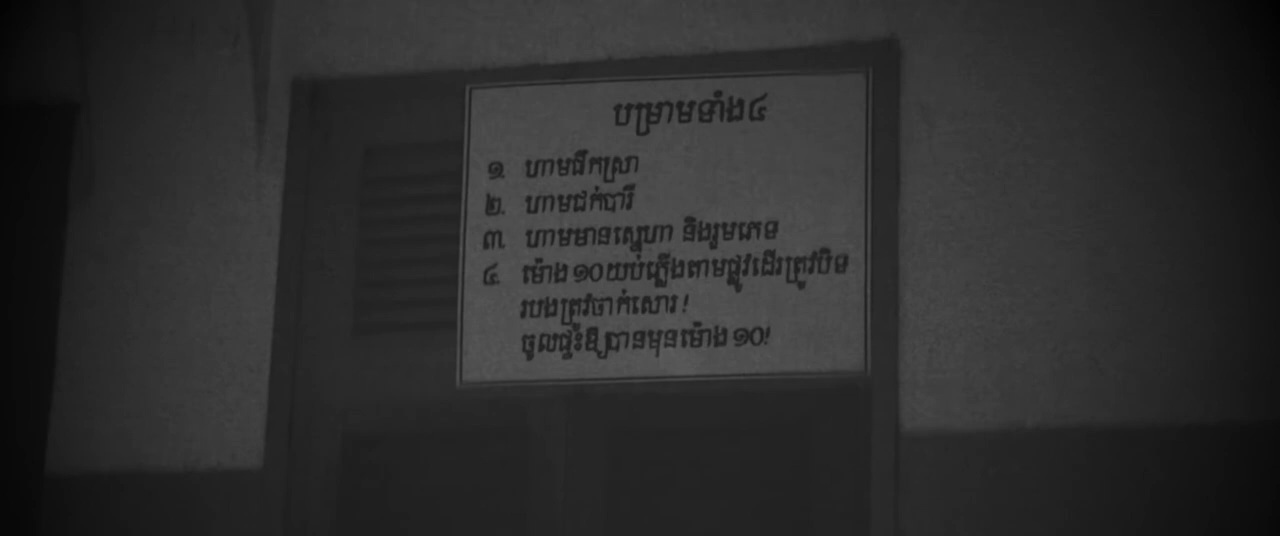 បម្រាមទាំង៤
១. ហាមផឹកស្រា
២. ហាមជក់បារី
៣. ហាមមានស្នេហា និងរួមភេទ
៤. ម៉ោង ១០យប់ភ្លើងតាមផ្លូវដើរត្រូវបិទ
របងត្រូវចាក់សោរ!
ចូលផ្ទះឱ្យបានមុនម៉ោង ១០!